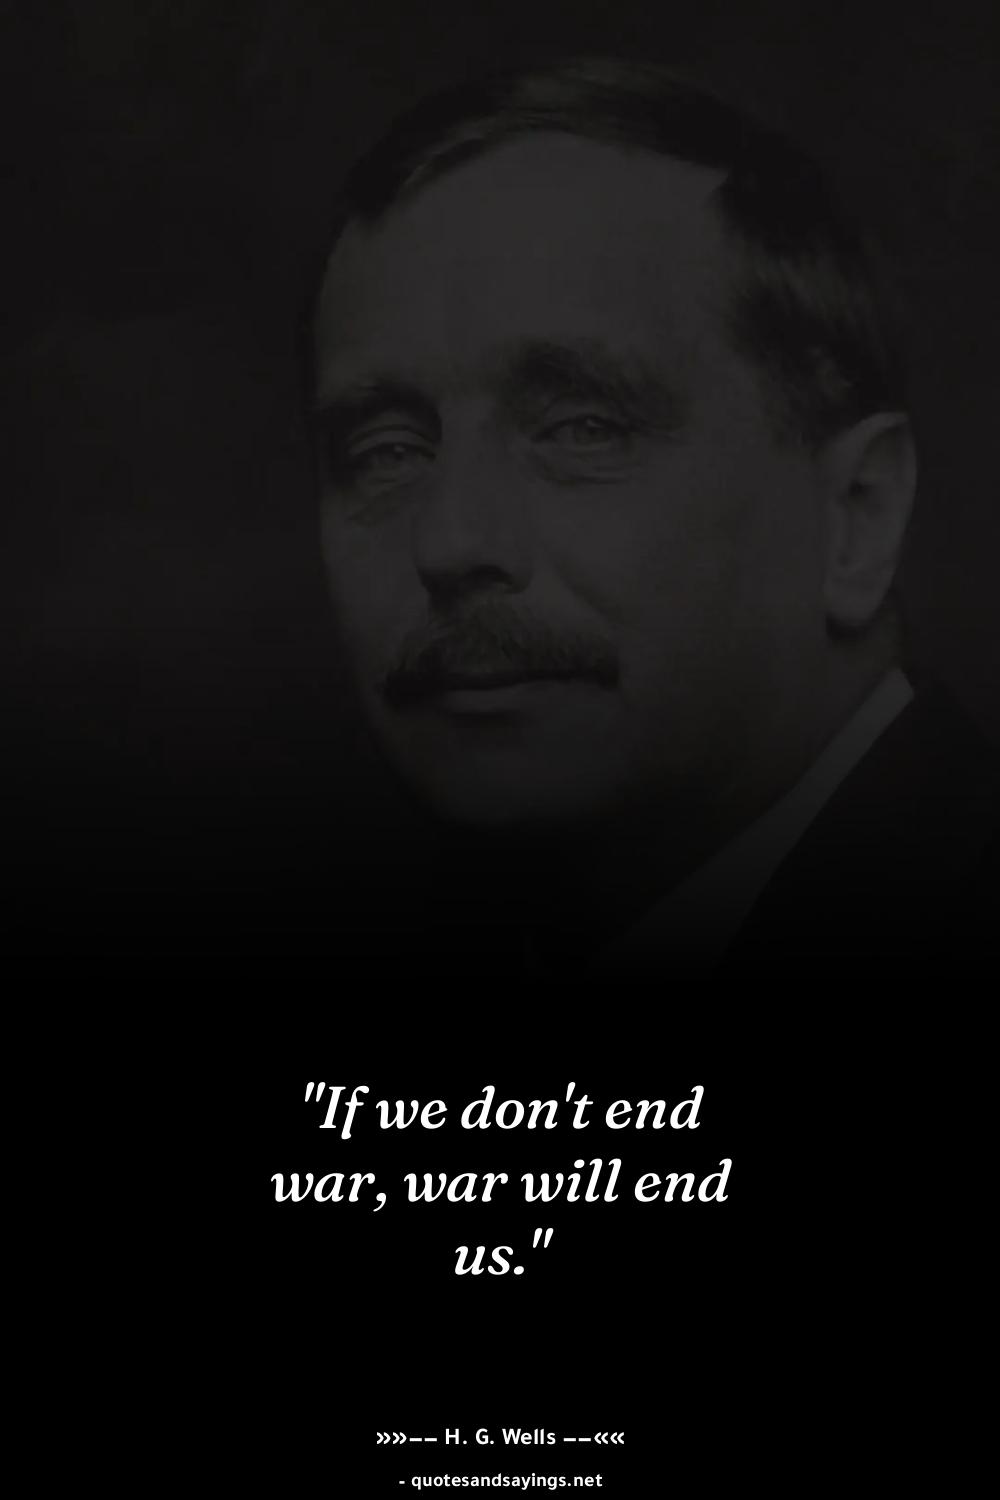 "If we don't end
war, war will end
us."
»»–– H. G. Wells ––««
- quotesandsayings.net